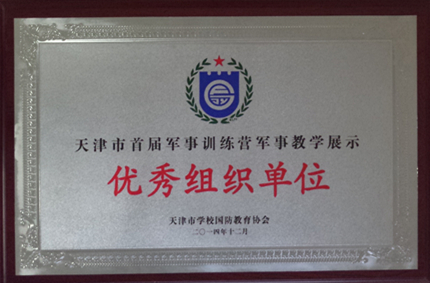 天津市首届军事训练营军事教学展示
优秀组织单位
天津市学校国防教育协会
二〇一四年十二月